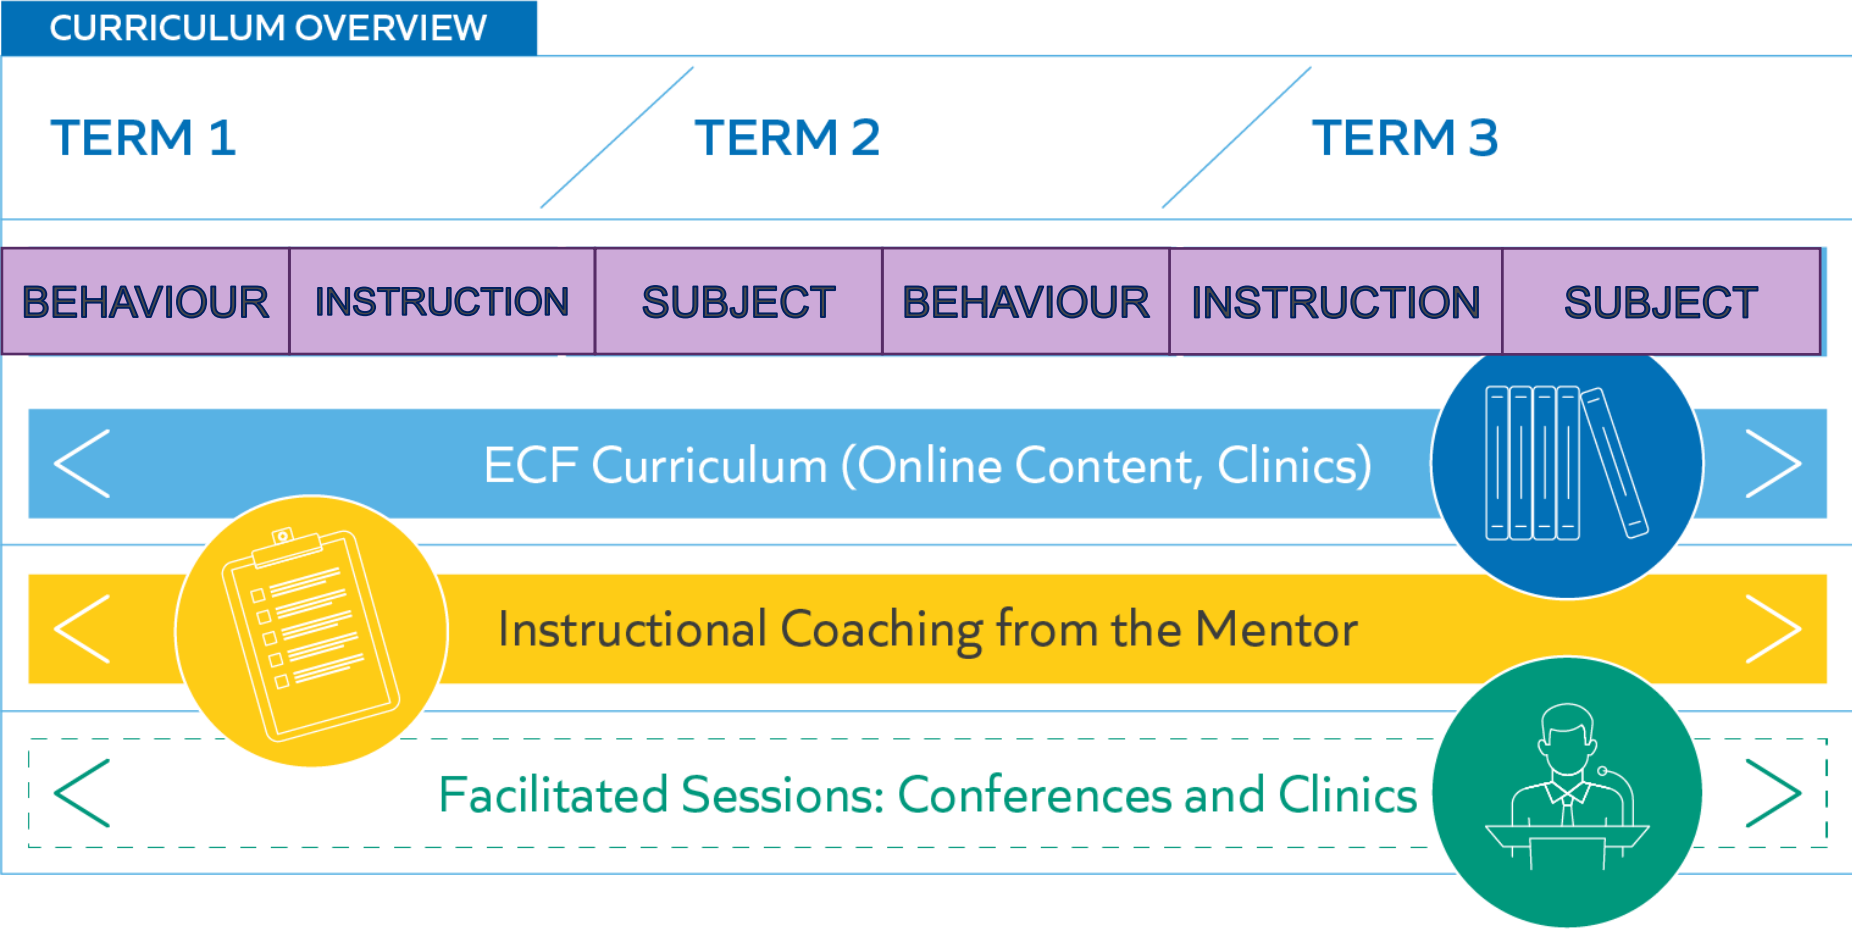 CURRICULUM OVERVIEW
TERM 1 TERM 2 TERM 3
BEHAVIOUR INSTRUCTION SUBJECT BEHAVIOUR INSTRUCTION SUBJECT
ECF Curriculum (Online Content, Clinics)
Instructional Coaching from the Mentor
Facilitated Sessions: Conferences and Clinics